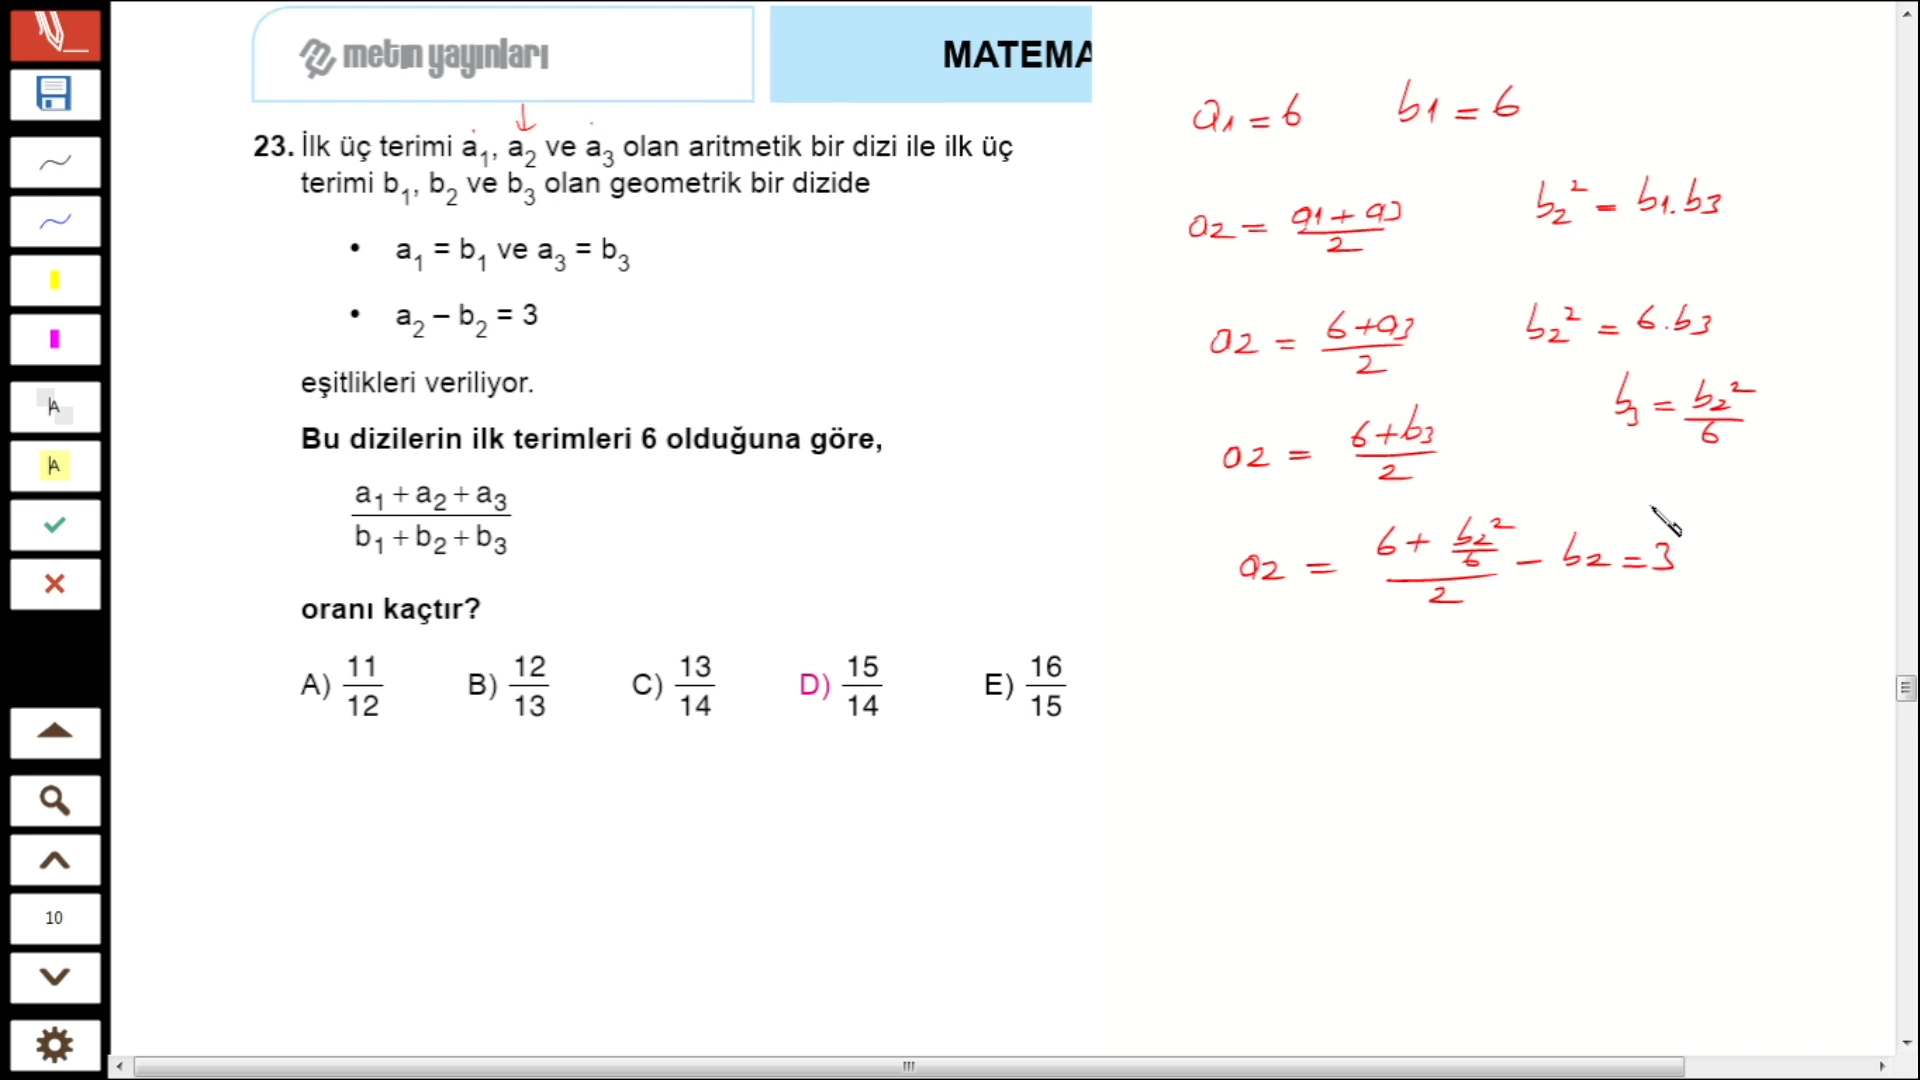 metin yayınları
MATEMA
23. İlk üç terimi a₁, a₂ ve a₃ olan aritmetik bir dizi ile ilk üç
terimi b₁, b₂ ve b₃ olan geometrik bir dizide
• a₁ = b₁ ve a₃ = b₃
• a₂ – b₂ = 3
eşitlikleri veriliyor.
Bu dizilerin ilk terimleri 6 olduğuna göre,
a₁ + a₂ + a₃
b₁ + b₂ + b₃
oranı kaçtır?
A) 11/12 B) 12/13 C) 13/14 D) 15/14 E) 16/15
a₁ = 6 b1 = 6
a2 = (a1 + a3)/2 b₂² = b1.b3
a2 = (6+a3)/2 b₂² = 6.b3
b₃ = b₂²/6
a2 = (6+b3)/2
a2 = (6 + b₂²/6)/2 – b2 = 3
10